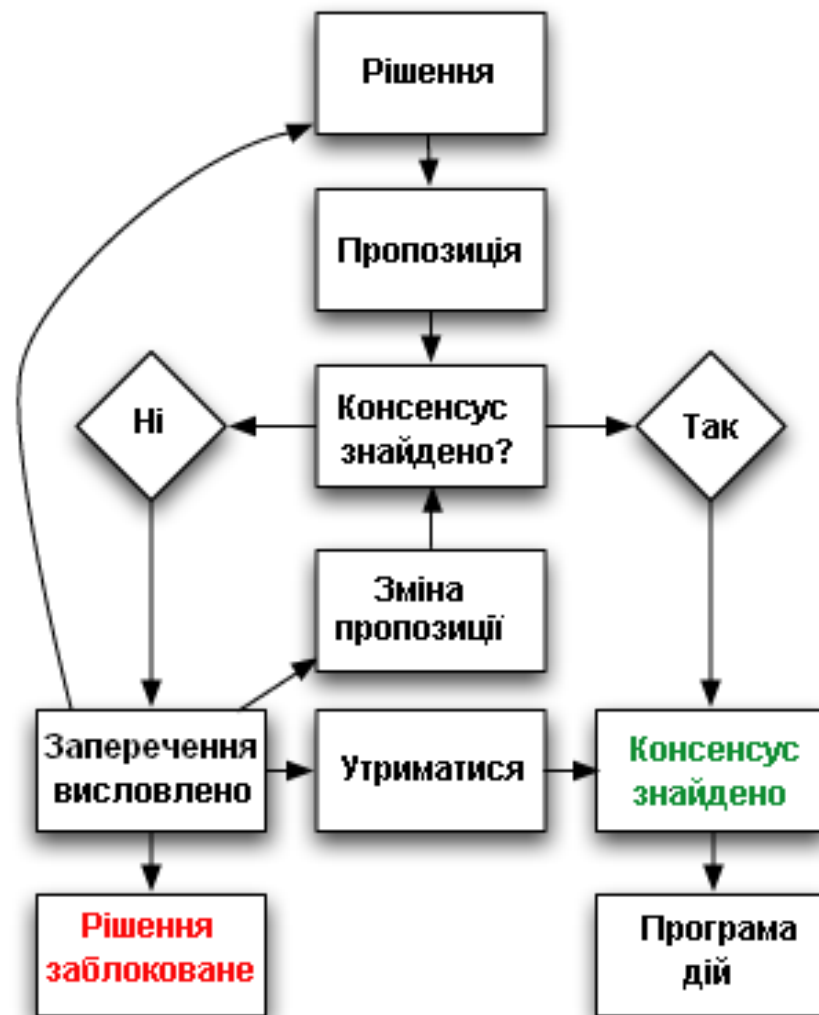 Рішення
Пропозиція
Ні
Консенсус
знайдено?
Так
Зміна
пропозиції
Заперечення
висловлено
Утриматися
Консенсус
знайдено
Рішення
заблоковане
Програма
дій